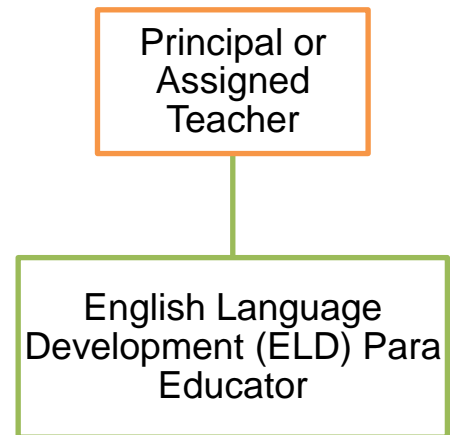 Principal or
Assigned
Teacher
English Language
Development (ELD) Para
Educator